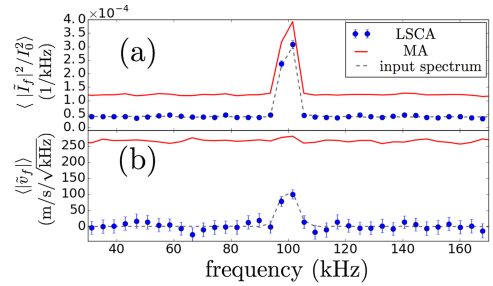 ×10⁻⁴
4.0
3.5
3.0
2.5
2.0
1.5
1.0
0.5
0.0
⟨ |Ĩ_f|²/I₀²⟩
(1/kHz)
(a)
LSCA
MA
input spectrum
250
200
150
100
50
0
⟨|ṽ_f|⟩
(m/s/√kHz)
(b)
40 60 80 100 120 140 160
frequency (kHz)